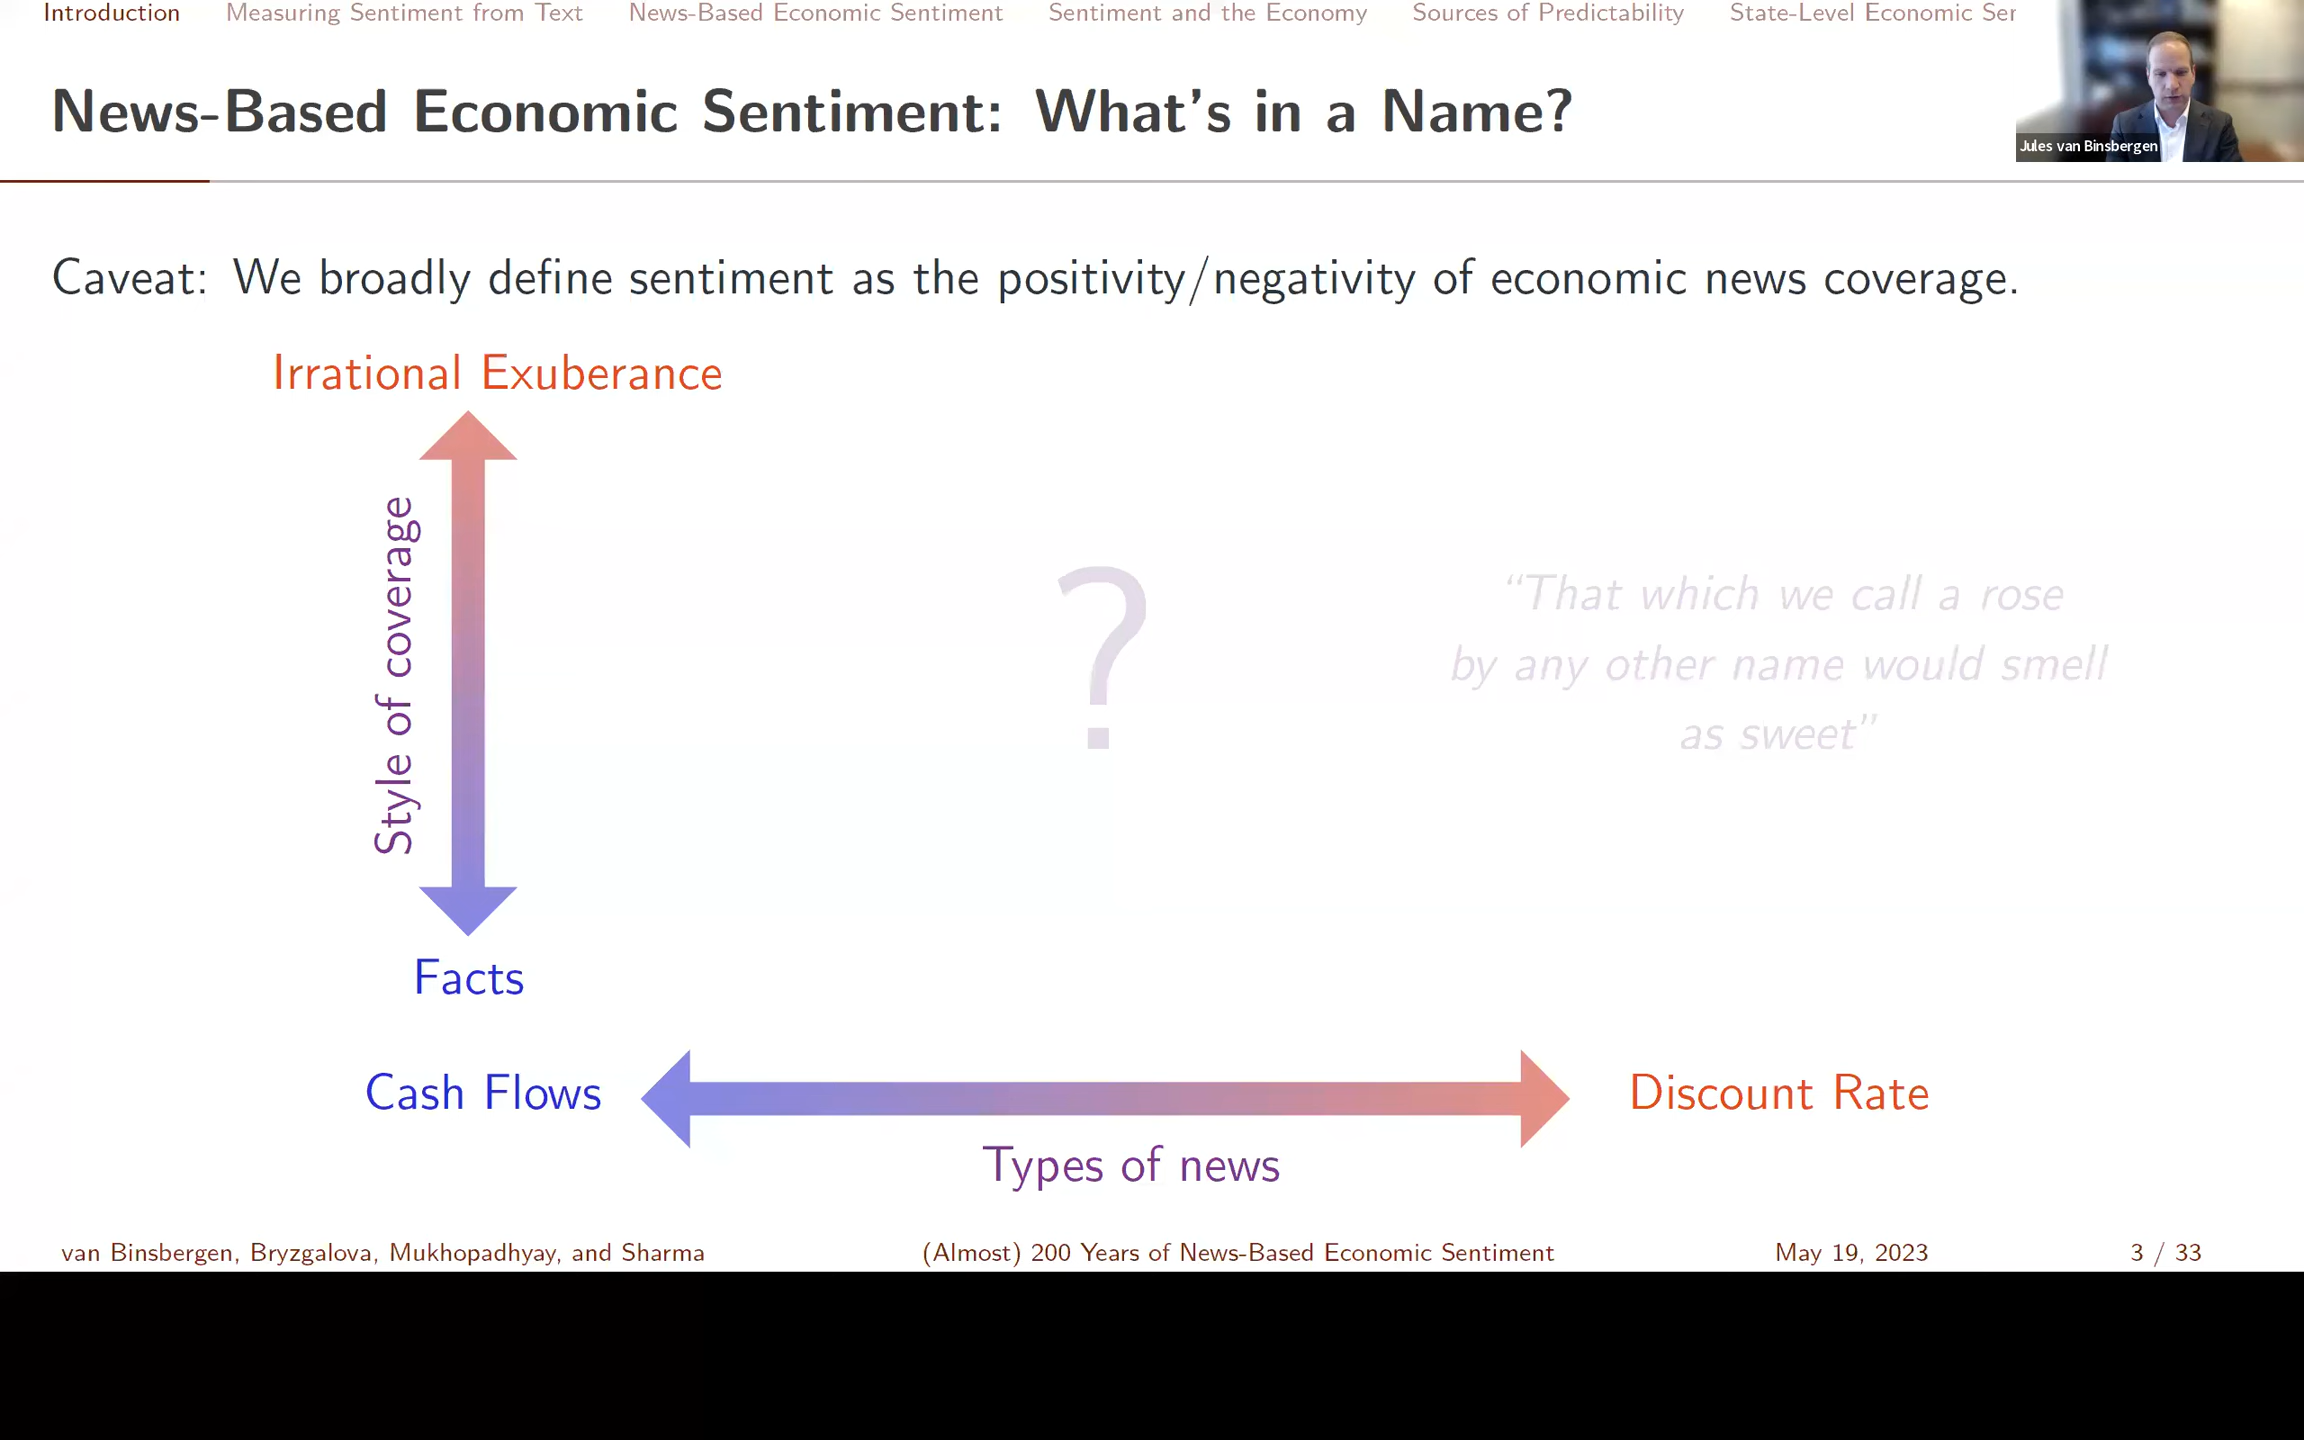 Introduction Measuring Sentiment from Text News-Based Economic Sentiment Sentiment and the Economy Sources of Predictability State-Level Economic Ser
News-Based Economic Sentiment: What's in a Name?
Jules van Binsbergen
Caveat: We broadly define sentiment as the positivity/negativity of economic news coverage.
Irrational Exuberance
Style of coverage
?
“That which we call a rose
by any other name would smell
as sweet”
Facts
Cash Flows
Discount Rate
Types of news
van Binsbergen, Bryzgalova, Mukhopadhyay, and Sharma (Almost) 200 Years of News-Based Economic Sentiment May 19, 2023 3 / 33